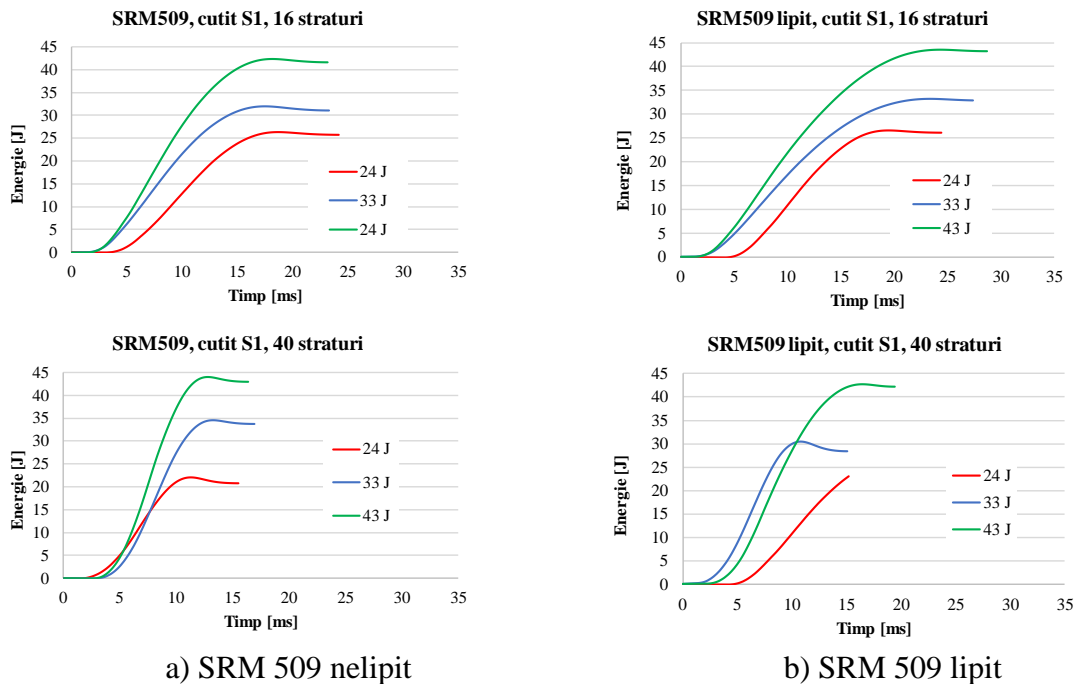 SRM509, cutit S1, 16 straturi
45
40
35
30
25
20
15
10
5
0
Energie [J]
24 J
33 J
24 J
0 5 10 15 20 25 30 35
Timp [ms]
SRM509 lipit, cutit S1, 16 straturi
45
40
35
30
25
20
15
10
5
0
Energie [J]
24 J
33 J
43 J
0 5 10 15 20 25 30 35
Timp [ms]
SRM509, cutit S1, 40 straturi
45
40
35
30
25
20
15
10
5
0
Energie [J]
24 J
33 J
43 J
0 5 10 15 20 25 30 35
Timp [ms]
SRM509 lipit, cutit S1, 40 straturi
45
40
35
30
25
20
15
10
5
0
Energie [J]
24 J
33 J
43 J
0 5 10 15 20 25 30 35
Timp [ms]
a) SRM 509 nelipit
b) SRM 509 lipit